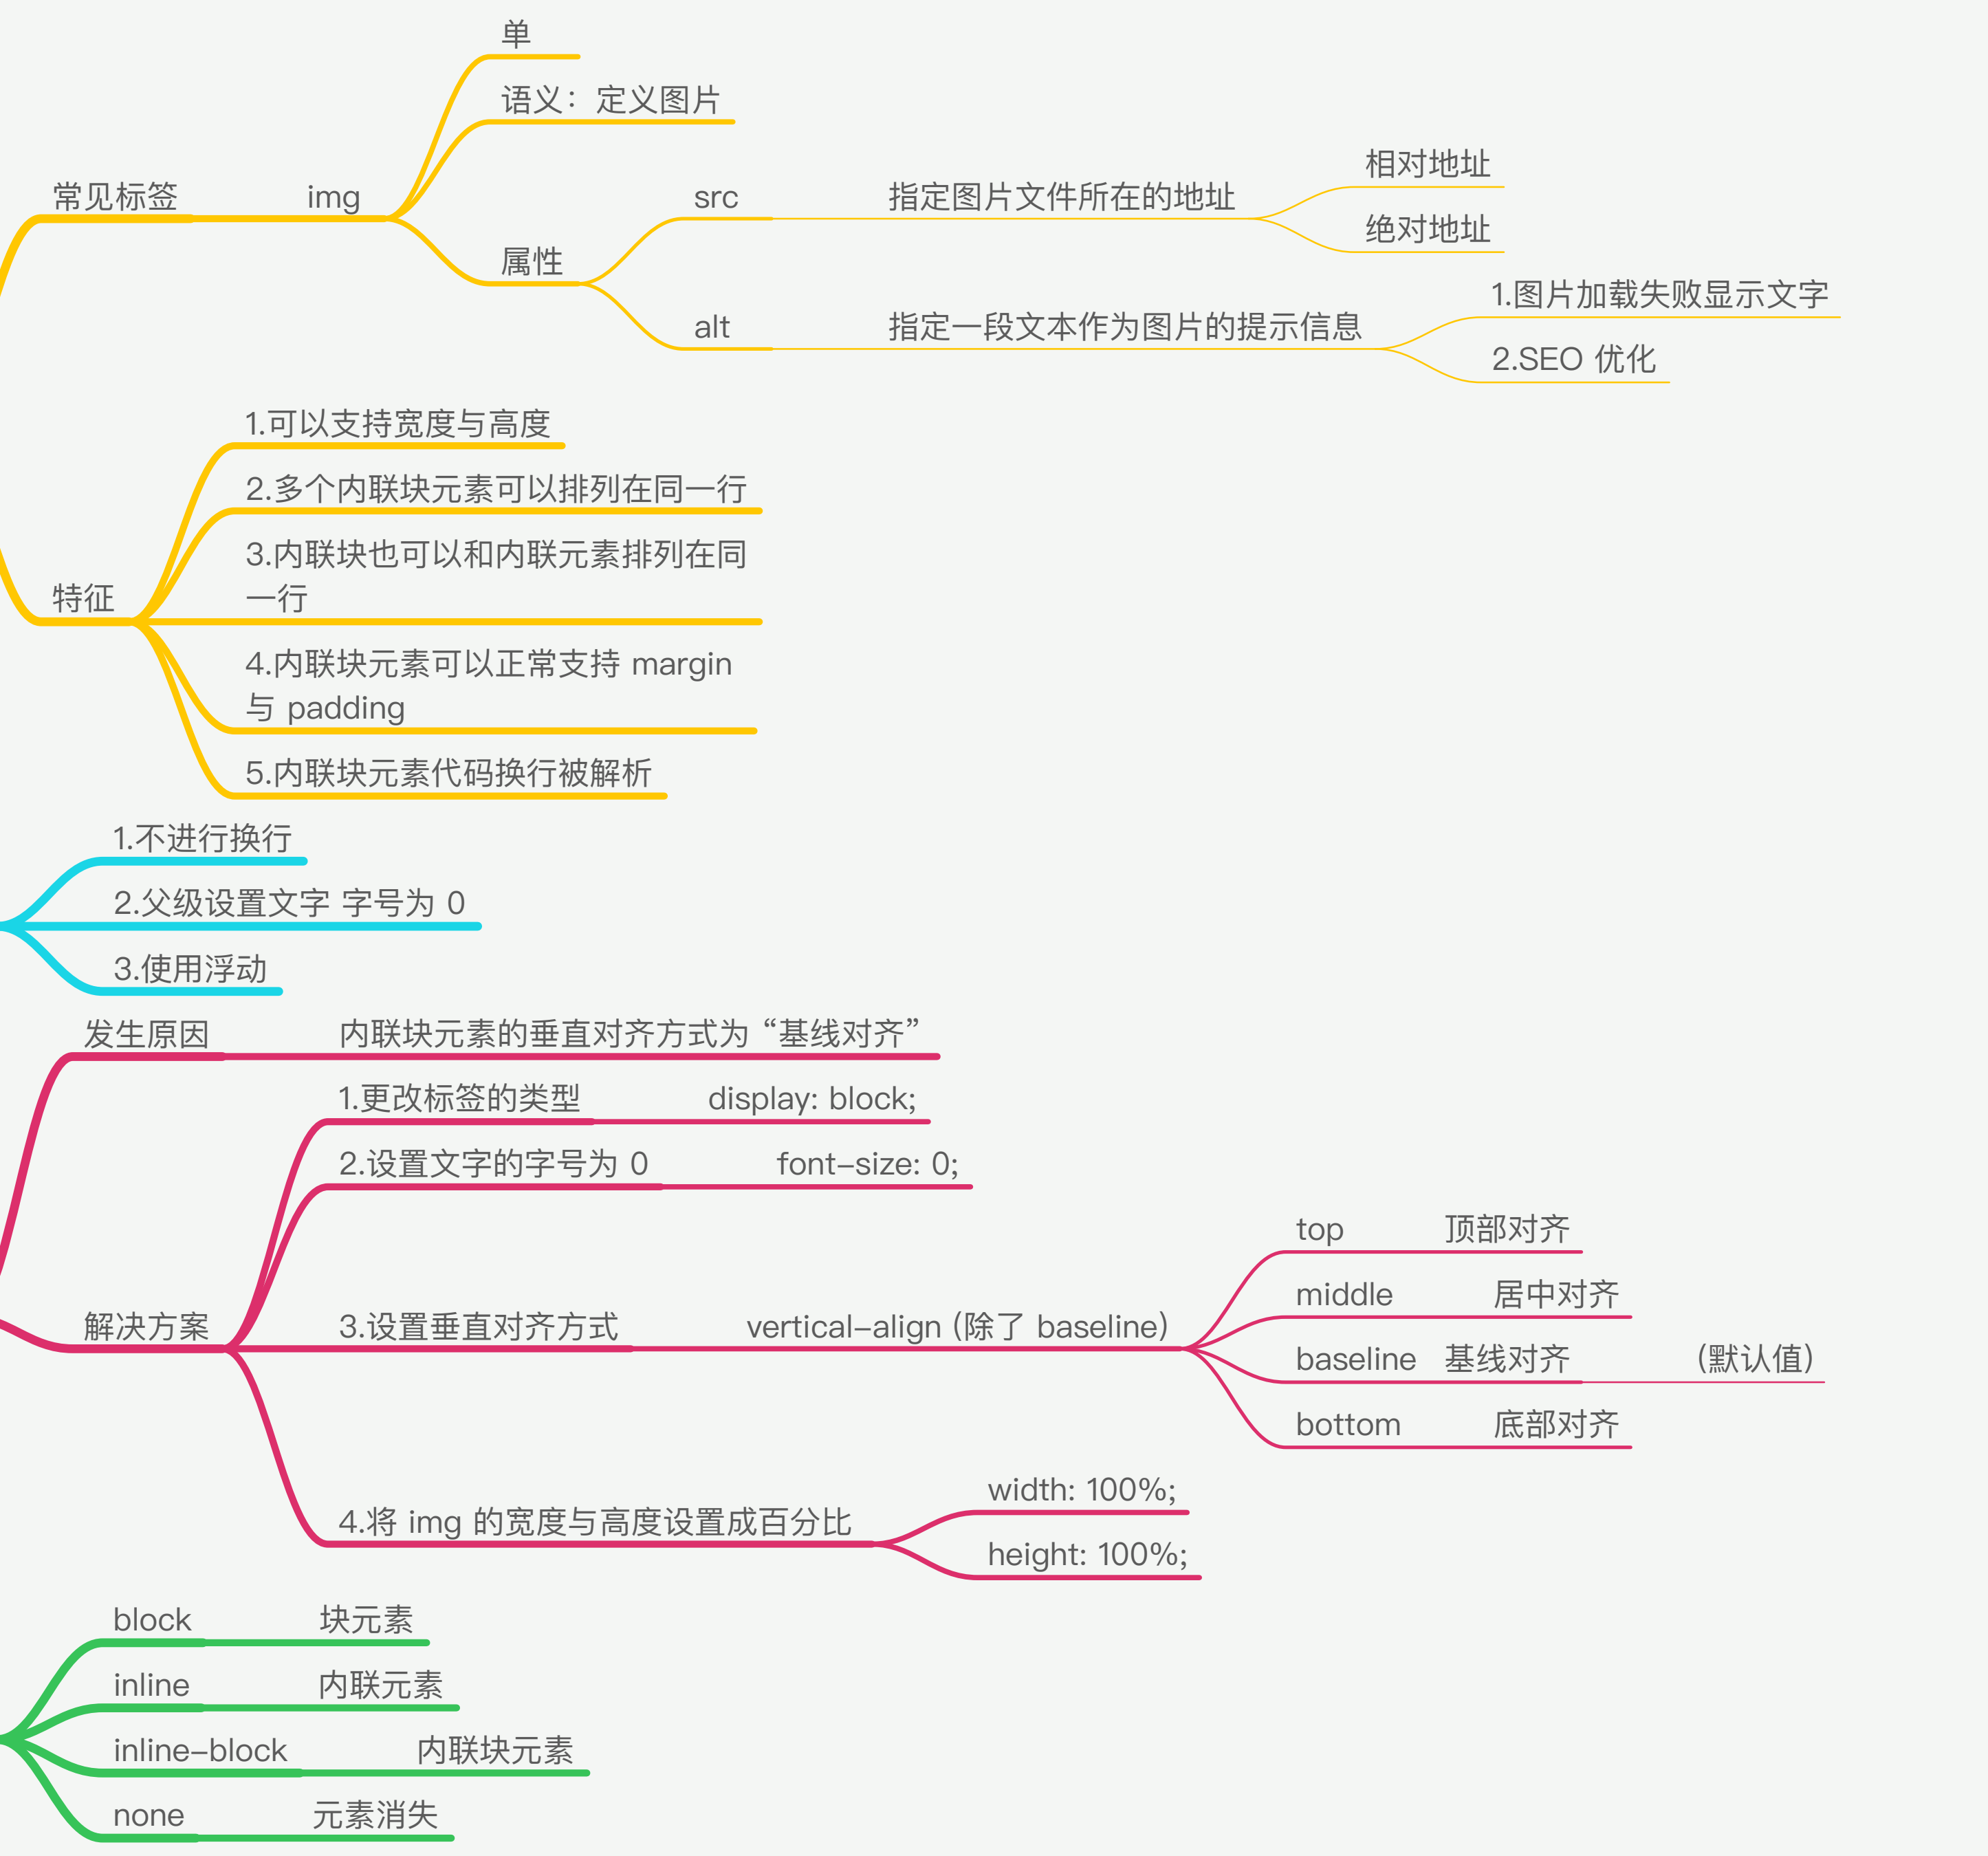 单
语义：定义图片
常见标签 img
属性
src 指定图片文件所在的地址
相对地址
绝对地址
alt 指定一段文本作为图片的提示信息
1.图片加载失败显示文字
2.SEO 优化
特征
1.可以支持宽度与高度
2.多个内联块元素可以排列在同一行
3.内联块也可以和内联元素排列在同
一行
4.内联块元素可以正常支持 margin
与 padding
5.内联块元素代码换行被解析
1.不进行换行
2.父级设置文字 字号为 0
3.使用浮动
发生原因 内联块元素的垂直对齐方式为 “基线对齐”
解决方案
1.更改标签的类型 display: block;
2.设置文字的字号为 0 font-size: 0;
3.设置垂直对齐方式 vertical-align (除了 baseline)
top 顶部对齐
middle 居中对齐
baseline 基线对齐 (默认值)
bottom 底部对齐
4.将 img 的宽度与高度设置成百分比
width: 100%;
height: 100%;
block 块元素
inline 内联元素
inline-block 内联块元素
none 元素消失